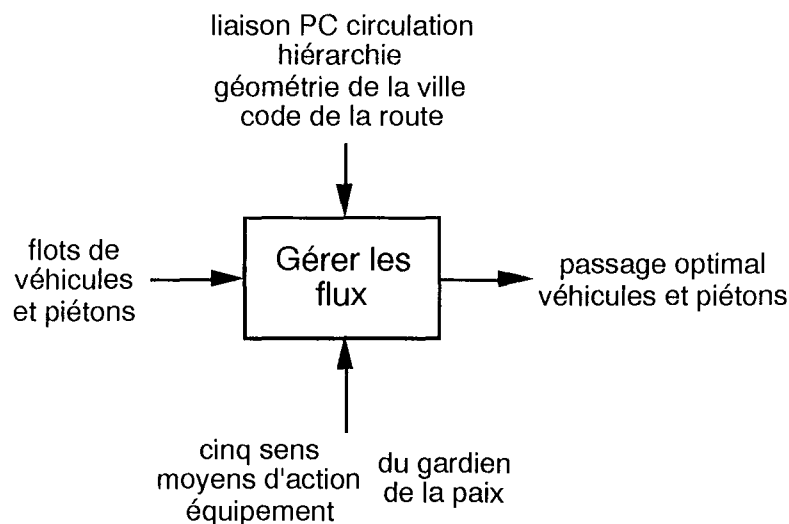 liaison PC circulation
hiérarchie
géométrie de la ville
code de la route
flots de
véhicules
et piétons
Gérer les
flux
passage optimal
véhicules et piétons
cinq sens
moyens d'action
équipement
du gardien
de la paix